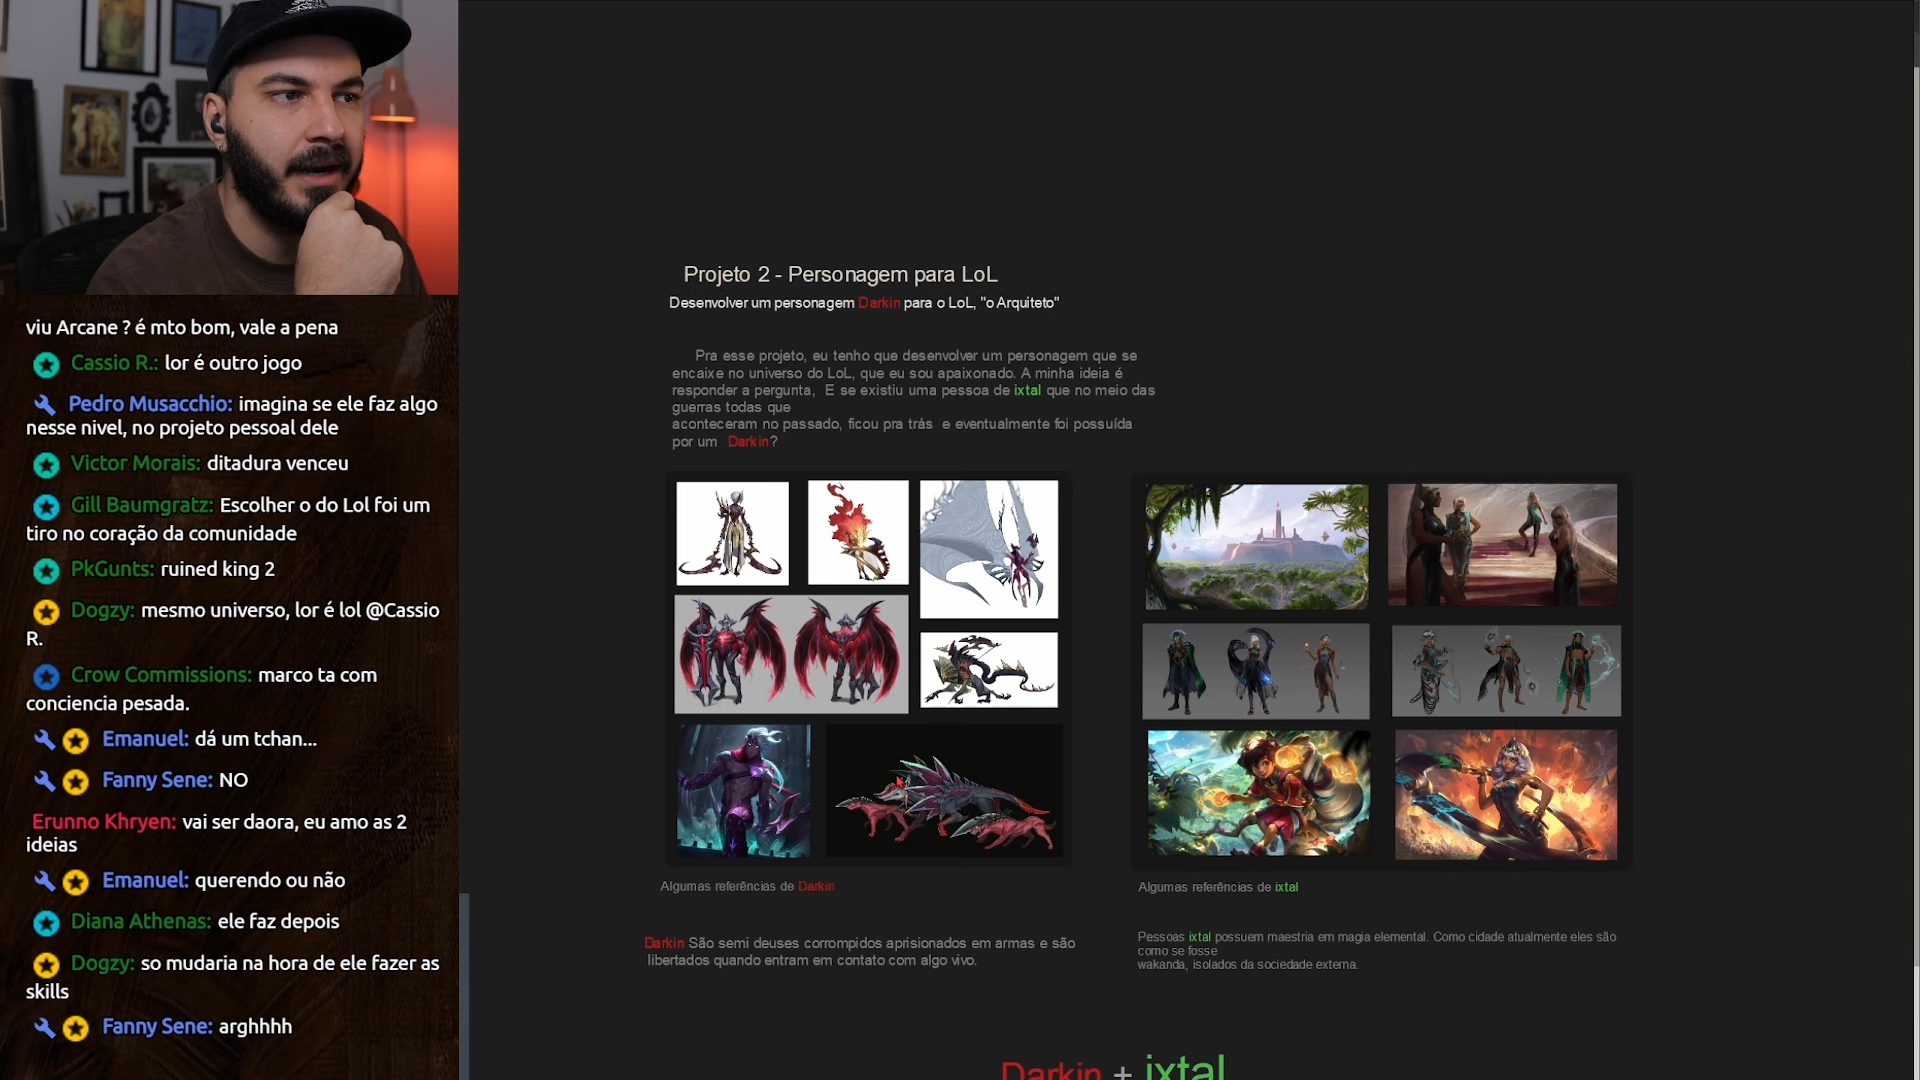 viu Arcane ? é mto bom, vale a pena
Cassio R.: lor é outro jogo
Pedro Musacchio: imagina se ele faz algo
nesse nivel, no projeto pessoal dele
Victor Morais: ditadura venceu
Gill Baumgratz: Escolher o do Lol foi um
tiro no coração da comunidade
PkGunts: ruined king 2
Dogzy: mesmo universo, lor é lol @Cassio
R.
Crow Commissions: marco ta com
conciencia pesada.
Emanuel: dá um tchan...
Fanny Sene: NO
Erunno Khryen: vai ser daora, eu amo as 2
ideias
Emanuel: querendo ou não
Diana Athenas: ele faz depois
Dogzy: so mudaria na hora de ele fazer as
skills
Fanny Sene: arghhhh
Projeto 2 - Personagem para LoL
Desenvolver um personagem Darkin para o LoL, "o Arquiteto"
Pra esse projeto, eu tenho que desenvolver um personagem que se
encaixe no universo do LoL, que eu sou apaixonado. A minha ideia é
responder a pergunta, E se existiu uma pessoa de ixtal que no meio das
guerras todas que
aconteceram no passado, ficou pra trás e eventualmente foi possuída
por um Darkin?
Algumas referências de Darkin
Darkin São semi deuses corrompidos aprisionados em armas e são
libertados quando entram em contato com algo vivo.
Algumas referências de ixtal
Pessoas ixtal possuem maestria em magia elemental. Como cidade atualmente eles são
como se fosse
wakanda, isolados da sociedade externa.
Darkin + ixtal